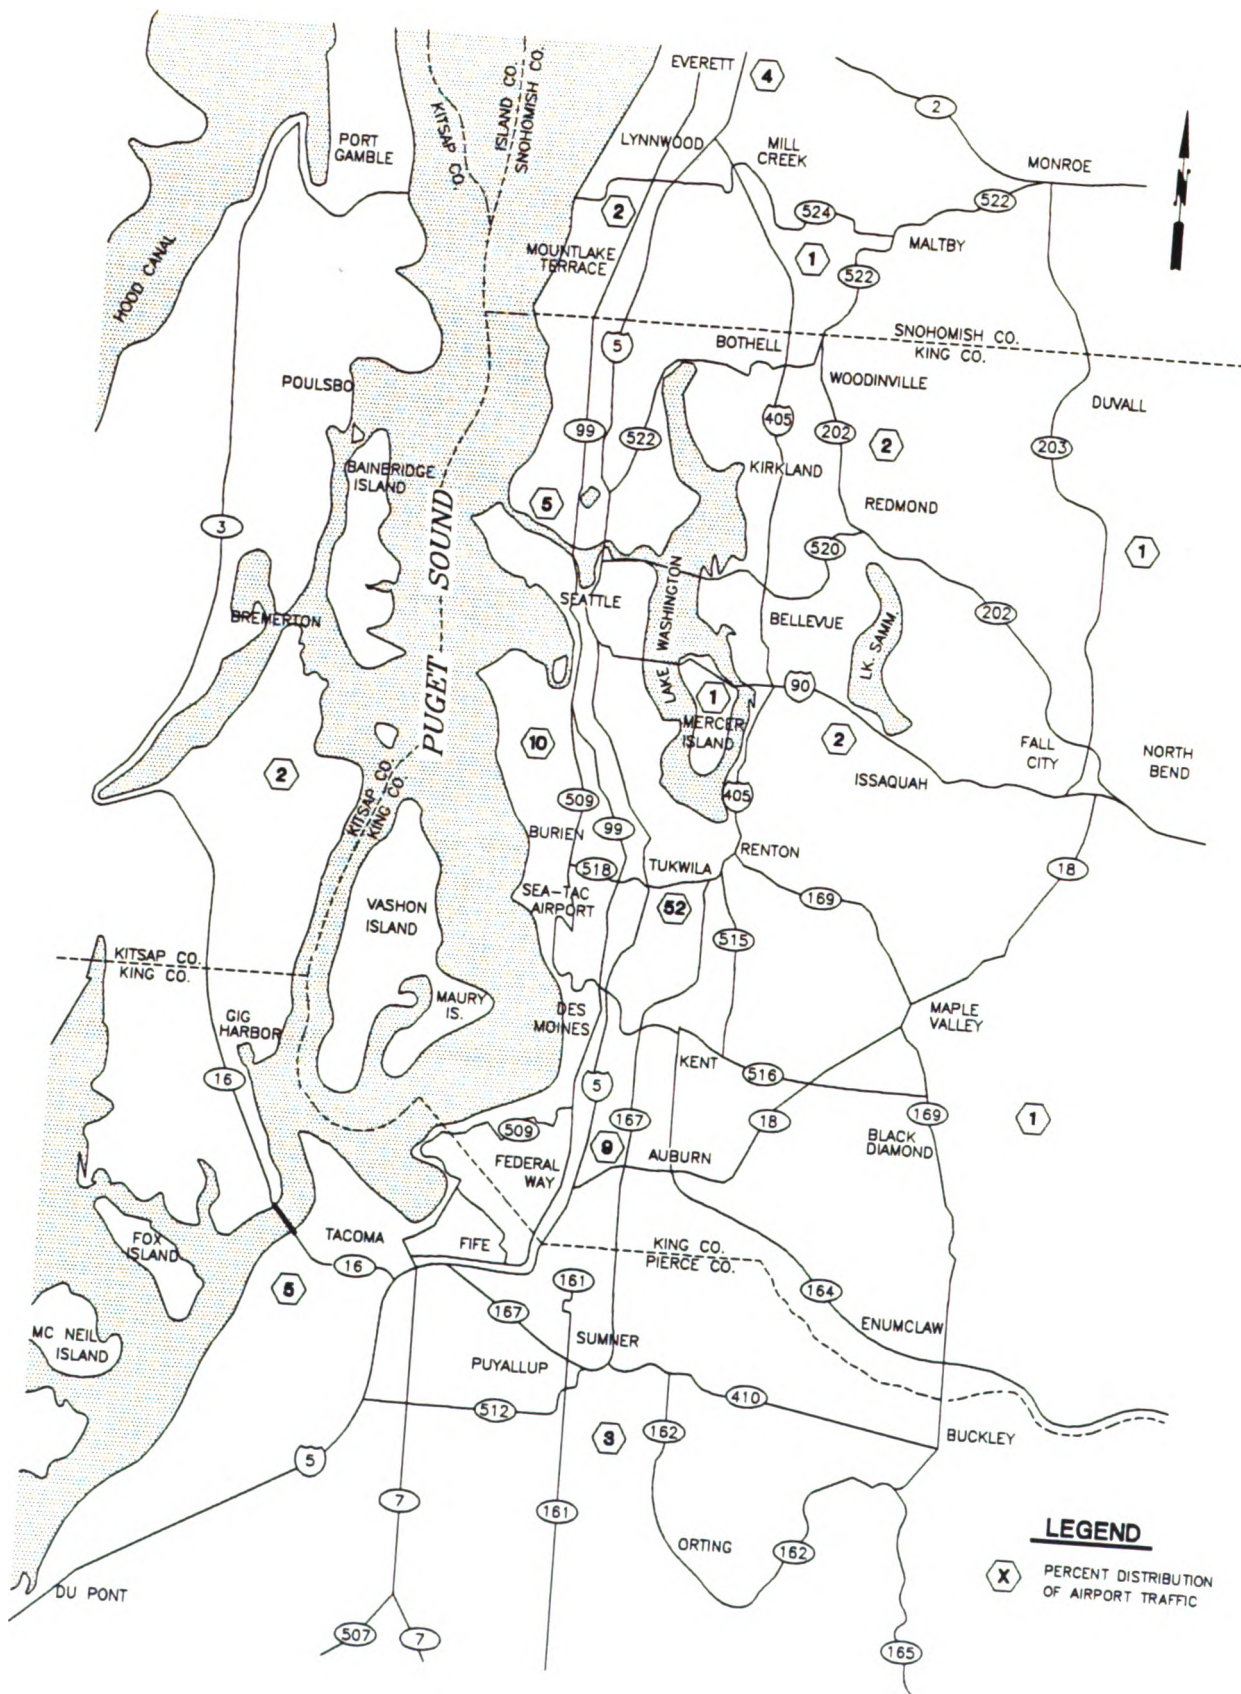 EVERETT
4
ISLAND CO.
SNOHOMISH CO.
KITSAP CO.
2
PORT
GAMBLE
LYNNWOOD
MILL
CREEK
MONROE
N
2
524
522
MALTBY
HOOD CANAL
MOUNTLAKE
TERRACE
1
522
5
BOTHELL
SNOHOMISH CO.
KING CO.
POULSBO
WOODINVILLE
DUVALL
99
522
405
202
2
203
BAINBRIDGE
ISLAND
KIRKLAND
5
REDMOND
3
PUGET SOUND
520
1
SEATTLE
LAKE WASHINGTON
BREMERTON
BELLEVUE
LK. SAMM.
202
1
90
MERCER
ISLAND
10
2
FALL
CITY
NORTH
BEND
2
KITSAP CO.
KING CO.
ISSAQUAH
509
405
BURIEN
99
RENTON
518
TUKWILA
18
SEA-TAC
AIRPORT
52
169
VASHON
ISLAND
515
KITSAP CO.
KING CO.
MAURY
IS.
DES
MOINES
MAPLE
VALLEY
GIG
HARBOR
16
KENT
516
5
167
18
169
1
509
9
BLACK
DIAMOND
FEDERAL
WAY
AUBURN
FOX
ISLAND
TACOMA
FIFE
KING CO.
PIERCE CO.
16
161
5
167
164
MC NEIL
ISLAND
SUMNER
ENUMCLAW
PUYALLUP
512
410
3
162
BUCKLEY
5
7
161
LEGEND
ORTING
162
X
PERCENT DISTRIBUTION
OF AIRPORT TRAFFIC
DU PONT
507
7
165